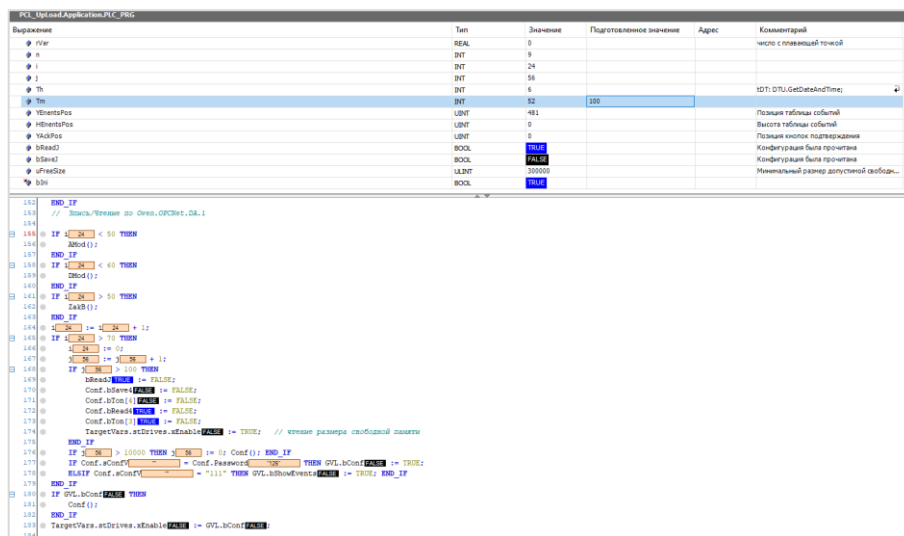 PCL_UpLoad.Application.PLC_PRG
Выражение Тип Значение Подготовленное значение Адрес Комментарий
rVar REAL 0 число с плавающей точкой
n INT 9
i INT 24
j INT 56
Th INT 6 tDT: DTU.GetDateAndTime;
Tm INT 52 100
YEnentsPos UINT 481 Позиция таблицы событий
HEnentsPos UINT 0 Высота таблицы событий
YAckPos UINT 0 Позиция кнопок подтверждения
bReadJ BOOL TRUE Конфигурация была прочитана
bSaveJ BOOL FALSE Конфигурация была прочитана
uFreeSize ULINT 300000 Минимальный размер допустимой свободн...
bIni BOOL TRUE
152 END_IF
153 // Запись/Чтение по Owen.OPCNet.DA.1
154
155 IF i 24 < 50 THEN
156 AMod();
157 END_IF
158 IF i 24 < 60 THEN
159 DMod();
160 END_IF
161 IF i 24 > 50 THEN
162 ZakB();
163 END_IF
164 i 24 := i 24 + 1;
165 IF i 24 > 70 THEN
166 i 24 := 0;
167 j 56 := j 56 + 1;
168 IF j 56 > 100 THEN
169 bReadJ TRUE := FALSE;
170 Conf.bSave4 FALSE := FALSE;
171 Conf.bTon[4] FALSE := FALSE;
172 Conf.bRead4 TRUE := FALSE;
173 Conf.bTon[3] TRUE := FALSE;
174 TargetVars.stDrives.xEnable FALSE := TRUE; // чтение размера свободной памяти
175 END_IF
176 IF j 56 > 10000 THEN j 56 := 0; Conf(); END_IF
177 IF Conf.sConfV '' = Conf.Password '126' THEN GVL.bConf FALSE := TRUE;
178 ELSIF Conf.sConfV '' = "111" THEN GVL.bShowEvents FALSE := TRUE; END_IF
179 END_IF
180 IF GVL.bConf FALSE THEN
181 Conf();
182 END_IF
183 TargetVars.stDrives.xEnable FALSE := GVL.bConf FALSE;
184